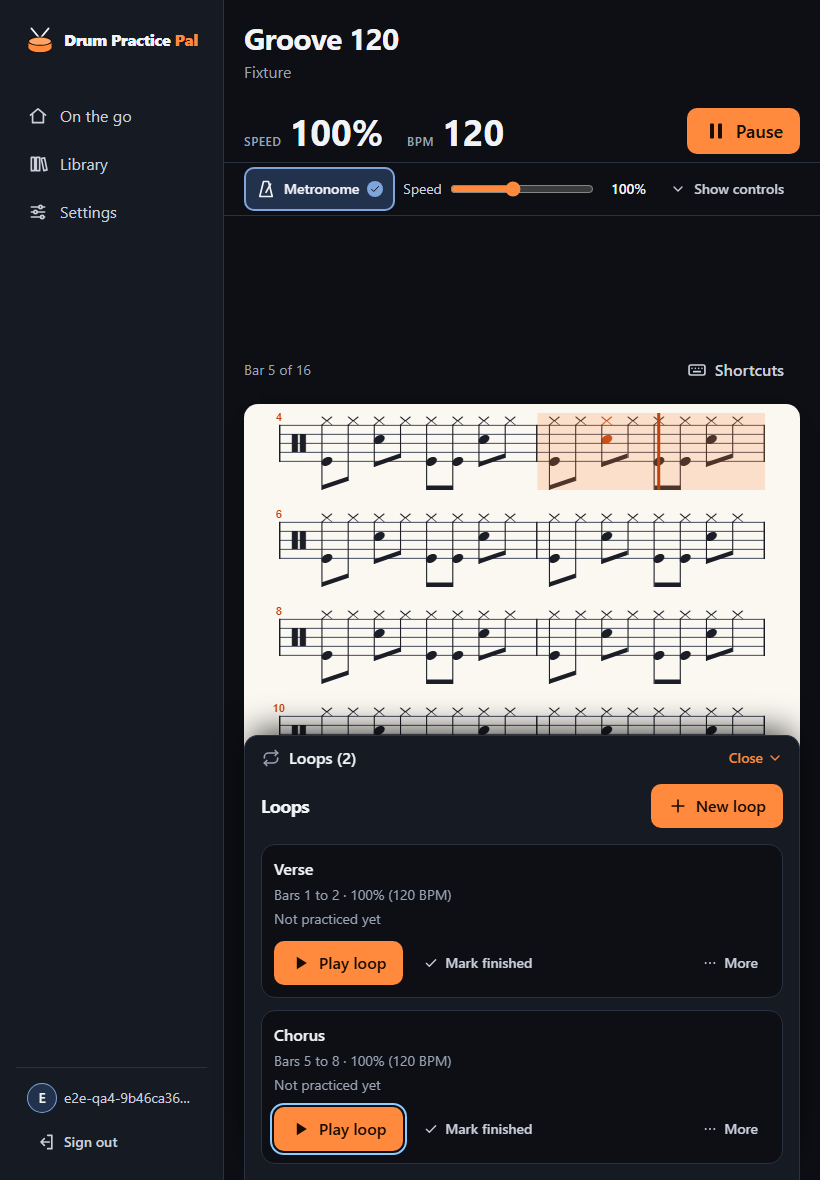 Drum Practice Pal
On the go
Library
Settings
E e2e-qa4-9b46ca36...
Sign out
Groove 120
Fixture
SPEED 100% BPM 120
Pause
Metronome Speed 100% Show controls
Bar 5 of 16 Shortcuts
4
6
8
10
Loops (2) Close
Loops New loop
Verse
Bars 1 to 2 · 100% (120 BPM)
Not practiced yet
Play loop Mark finished ··· More
Chorus
Bars 5 to 8 · 100% (120 BPM)
Not practiced yet
Play loop Mark finished ··· More